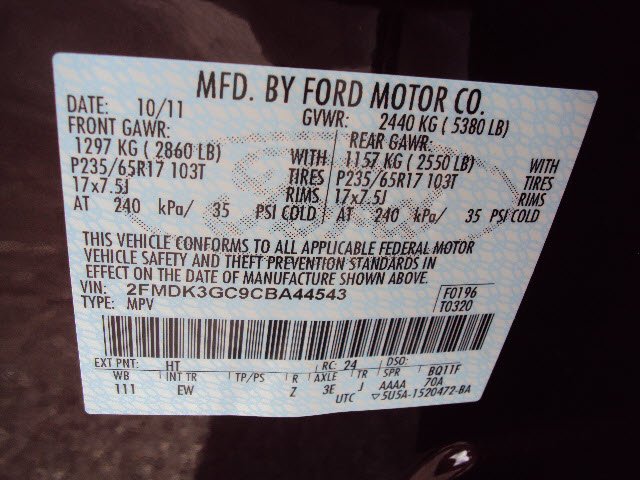 MFD. BY FORD MOTOR CO.
DATE: 10/11 GVWR: 2440 KG ( 5380 LB)
FRONT GAWR: REAR GAWR:
1297 KG ( 2860 LB) WITH 1157 KG ( 2550 LB) WITH
P235/65R17 103T TIRES P235/65R17 103T TIRES
17x7.5J RIMS 17x7.5J RIMS
AT 240 kPa/ 35 PSI COLD AT 240 kPa/ 35 PSI COLD
THIS VEHICLE CONFORMS TO ALL APPLICABLE FEDERAL MOTOR
VEHICLE SAFETY AND THEFT PREVENTION STANDARDS IN
EFFECT ON THE DATE OF MANUFACTURE SHOWN ABOVE.
VIN: 2FMDK3GC9CBA44543 F0196
TYPE: MPV T0320
EXT PNT: HT RC: 24 DSO:
WB INT TR TP/PS R AXLE TR SPR BQ11F
111 EW Z 3E J AAAA 70A
UTC ▽5U5A-1520472-BA